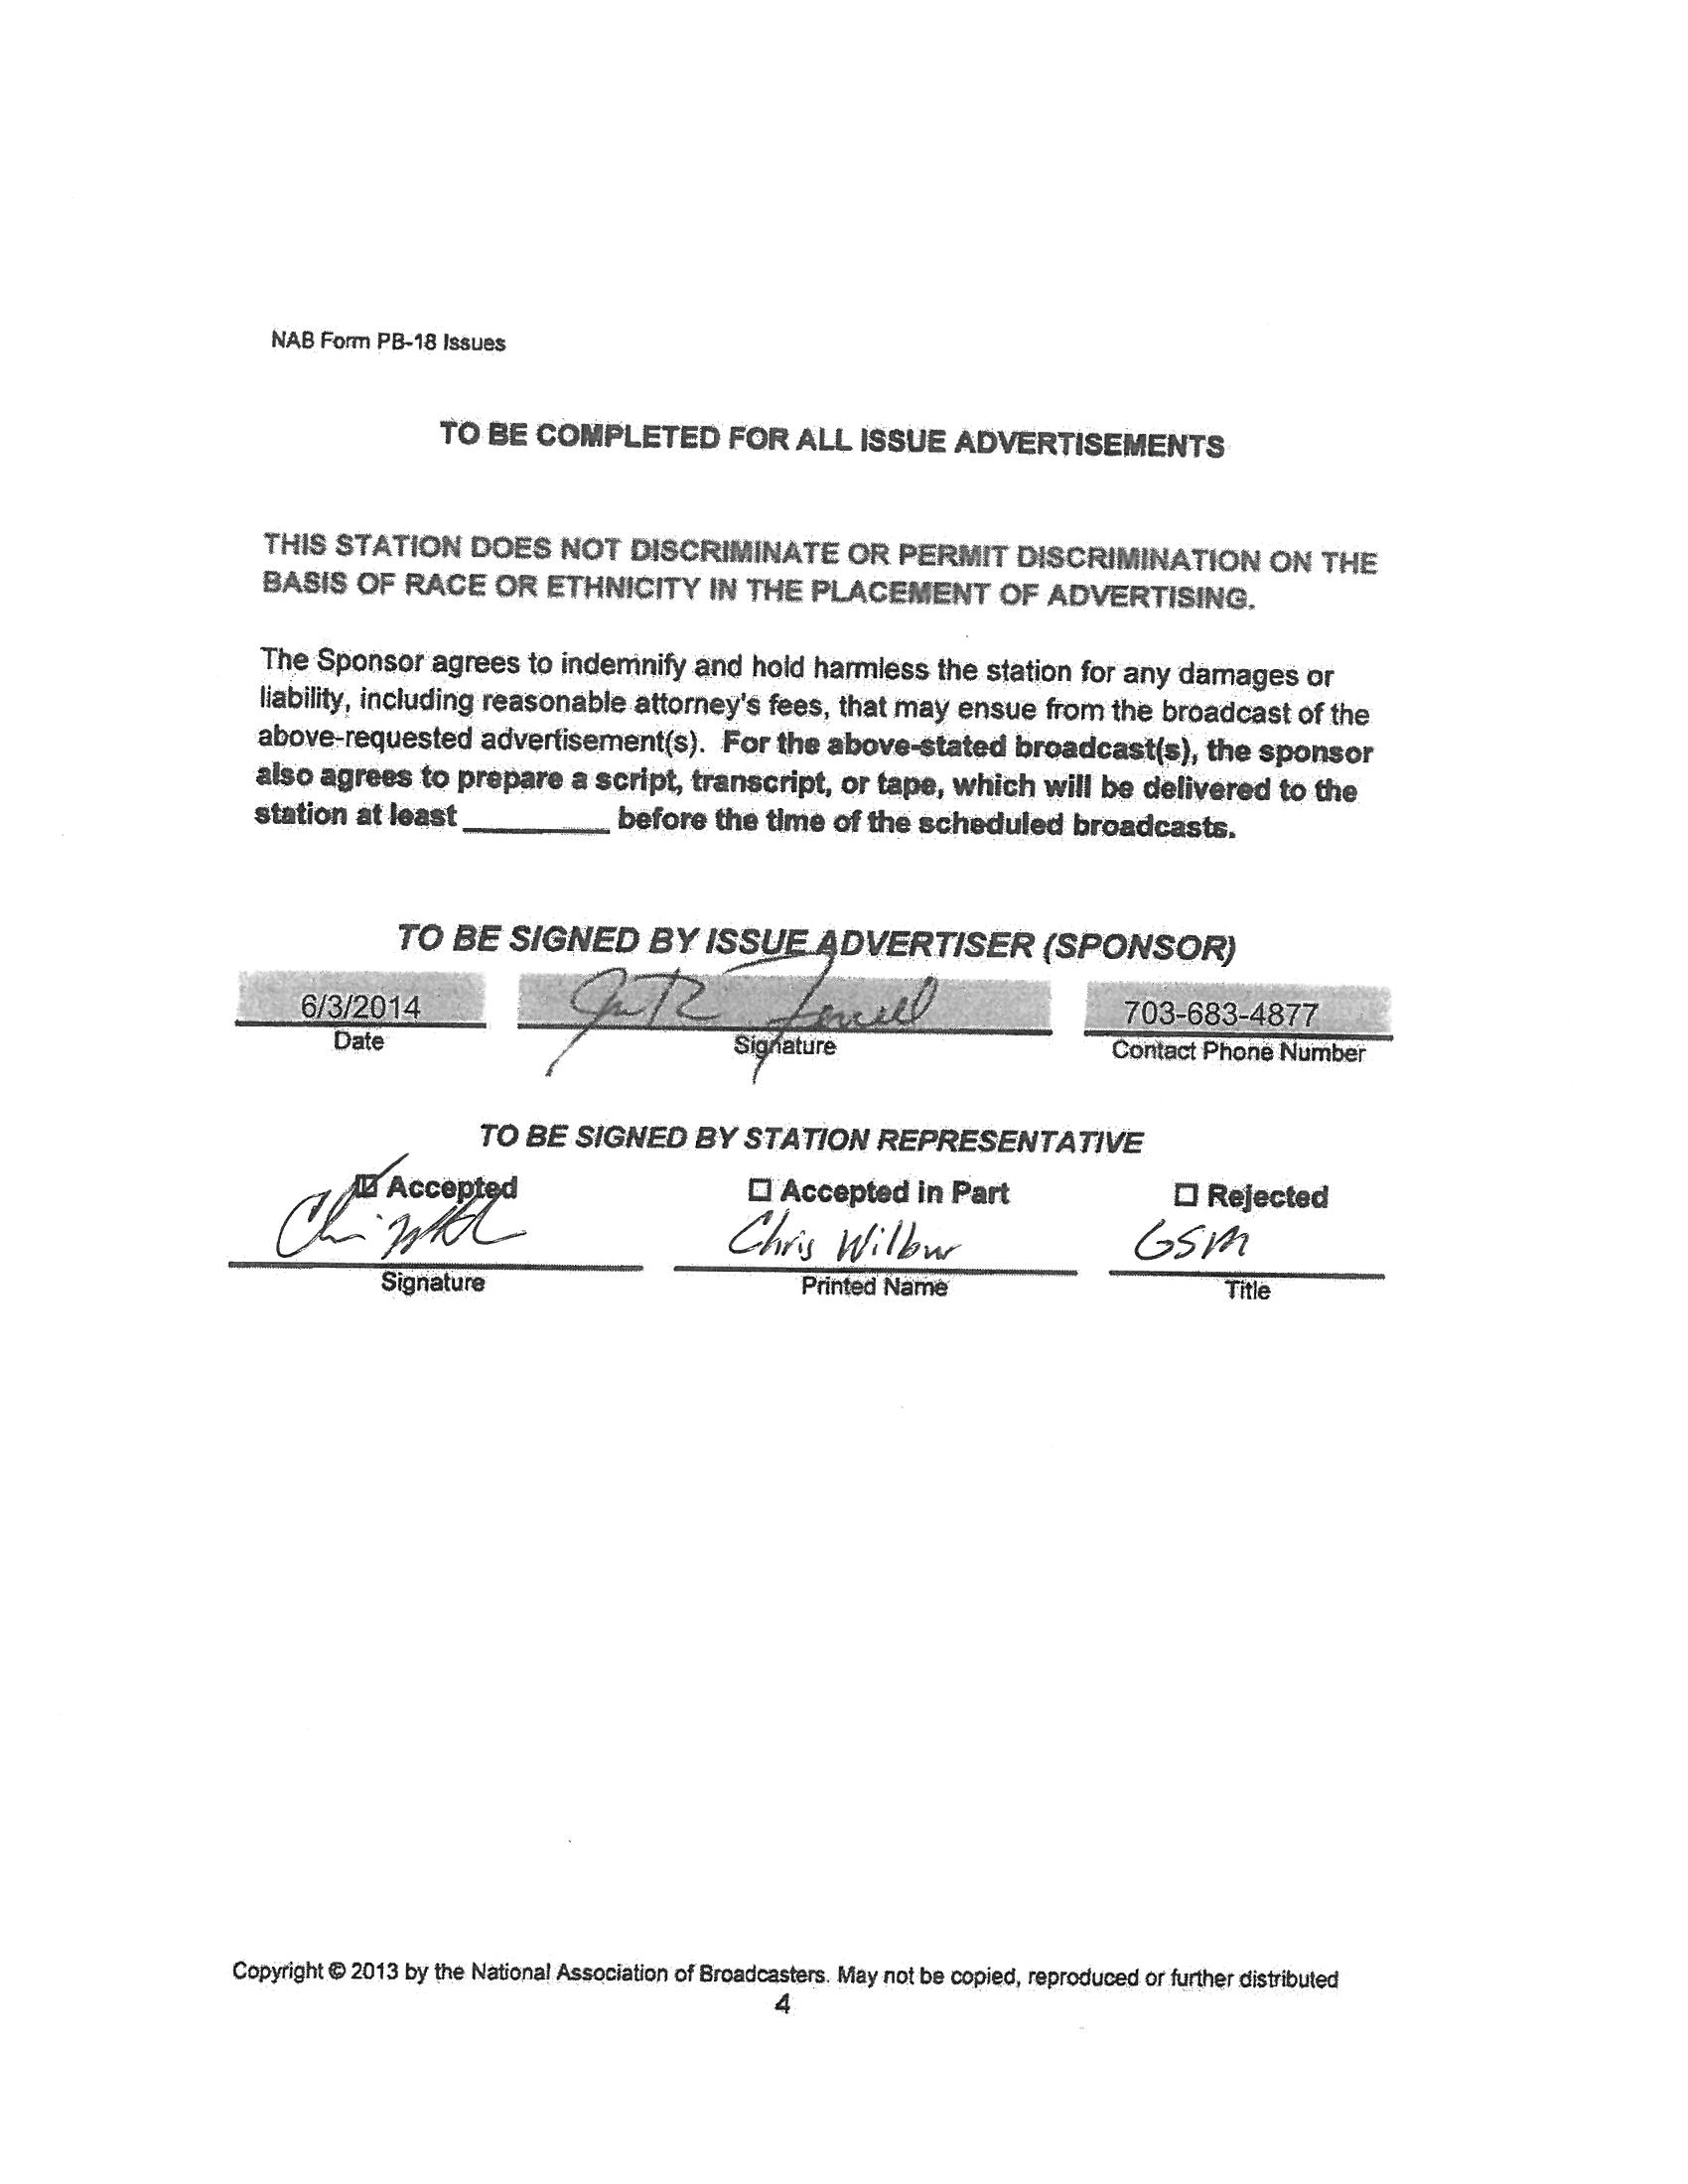 NAB Form PB-18 Issues
TO BE COMPLETED FOR ALL ISSUE ADVERTISEMENTS
THIS STATION DOES NOT DISCRIMINATE OR PERMIT DISCRIMINATION ON THE
BASIS OF RACE OR ETHNICITY IN THE PLACEMENT OF ADVERTISING.
The Sponsor agrees to indemnify and hold harmless the station for any damages or
liability, including reasonable attorney's fees, that may ensue from the broadcast of the
above-requested advertisement(s). For the above-stated broadcast(s), the sponsor
also agrees to prepare a script, transcript, or tape, which will be delivered to the
station at least __________ before the time of the scheduled broadcasts.
TO BE SIGNED BY ISSUE ADVERTISER (SPONSOR)
6/3/2014 703-683-4877
Date Signature Contact Phone Number
TO BE SIGNED BY STATION REPRESENTATIVE
☑ Accepted ☐ Accepted in Part ☐ Rejected
Chris Wilbur GSM
Signature Printed Name Title
Copyright © 2013 by the National Association of Broadcasters. May not be copied, reproduced or further distributed
4